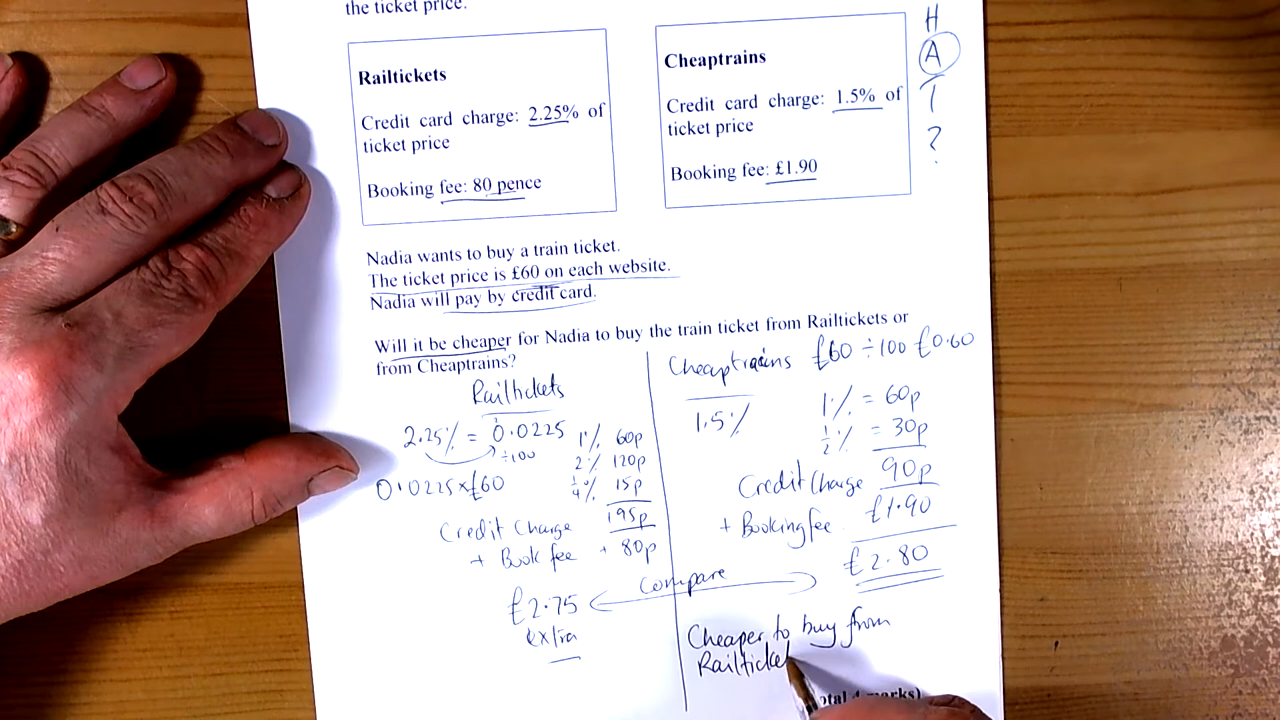 the ticket price.
Railtickets
Credit card charge: 2.25% of
ticket price
Booking fee: 80 pence
Cheaptrains
Credit card charge: 1.5% of
ticket price
Booking fee: £1.90
H
A
T
?
Nadia wants to buy a train ticket.
The ticket price is £60 on each website.
Nadia will pay by credit card.
Will it be cheaper for Nadia to buy the train ticket from Railtickets or
from Cheaptrains?
Railtickets
2.25% = 0.0225
÷100
0.0225 x £60
1% 60p
2% 120p
1/4% 15p
Credit Charge 195p
+ Book fee + 80p
£2.75
extra
Compare
Cheaptrains £60 ÷100 £0.60
1.5%
1% = 60p
1/2% = 30p
Credit Charge 90p
+ Booking fee £1.90
£2.80
Cheaper to buy from
Railticket